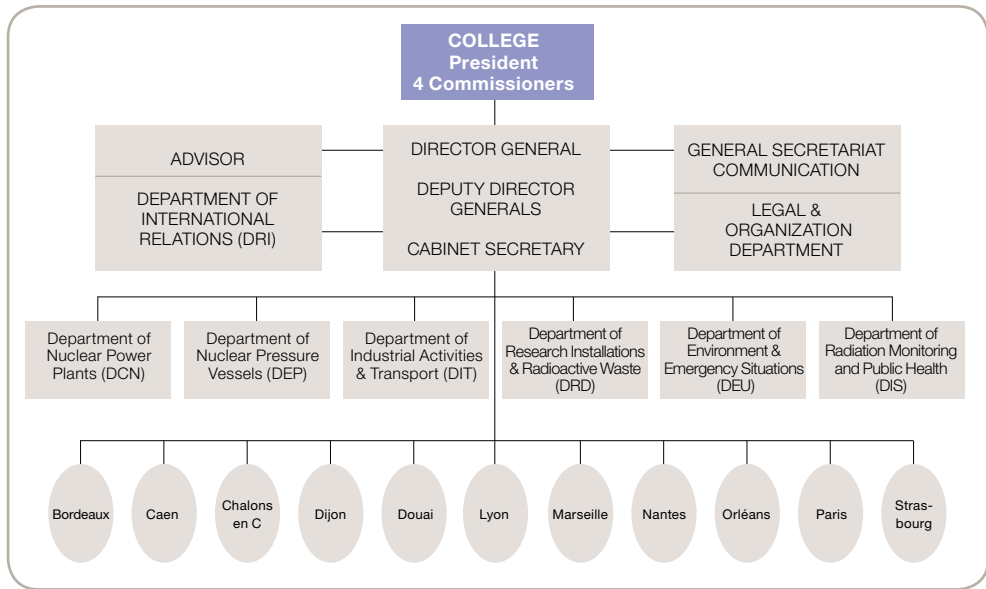 COLLEGE
President
4 Commissioners
ADVISOR
DEPARTMENT OF
INTERNATIONAL
RELATIONS (DRI)
DIRECTOR GENERAL
DEPUTY DIRECTOR
GENERALS
CABINET SECRETARY
GENERAL SECRETARIAT
COMMUNICATION
LEGAL &
ORGANIZATION
DEPARTMENT
Department of
Nuclear Power
Plants (DCN)
Department of
Nuclear Pressure
Vessels (DEP)
Department of
Industrial Activities
& Transport (DIT)
Department of
Research Installations
& Radioactive Waste
(DRD)
Department of
Environment &
Emergency Situations
(DEU)
Department of
Radiation Monitoring
and Public Health
(DIS)
Bordeaux
Caen
Chalons
en C
Dijon
Douai
Lyon
Marseille
Nantes
Orléans
Paris
Stras-
bourg